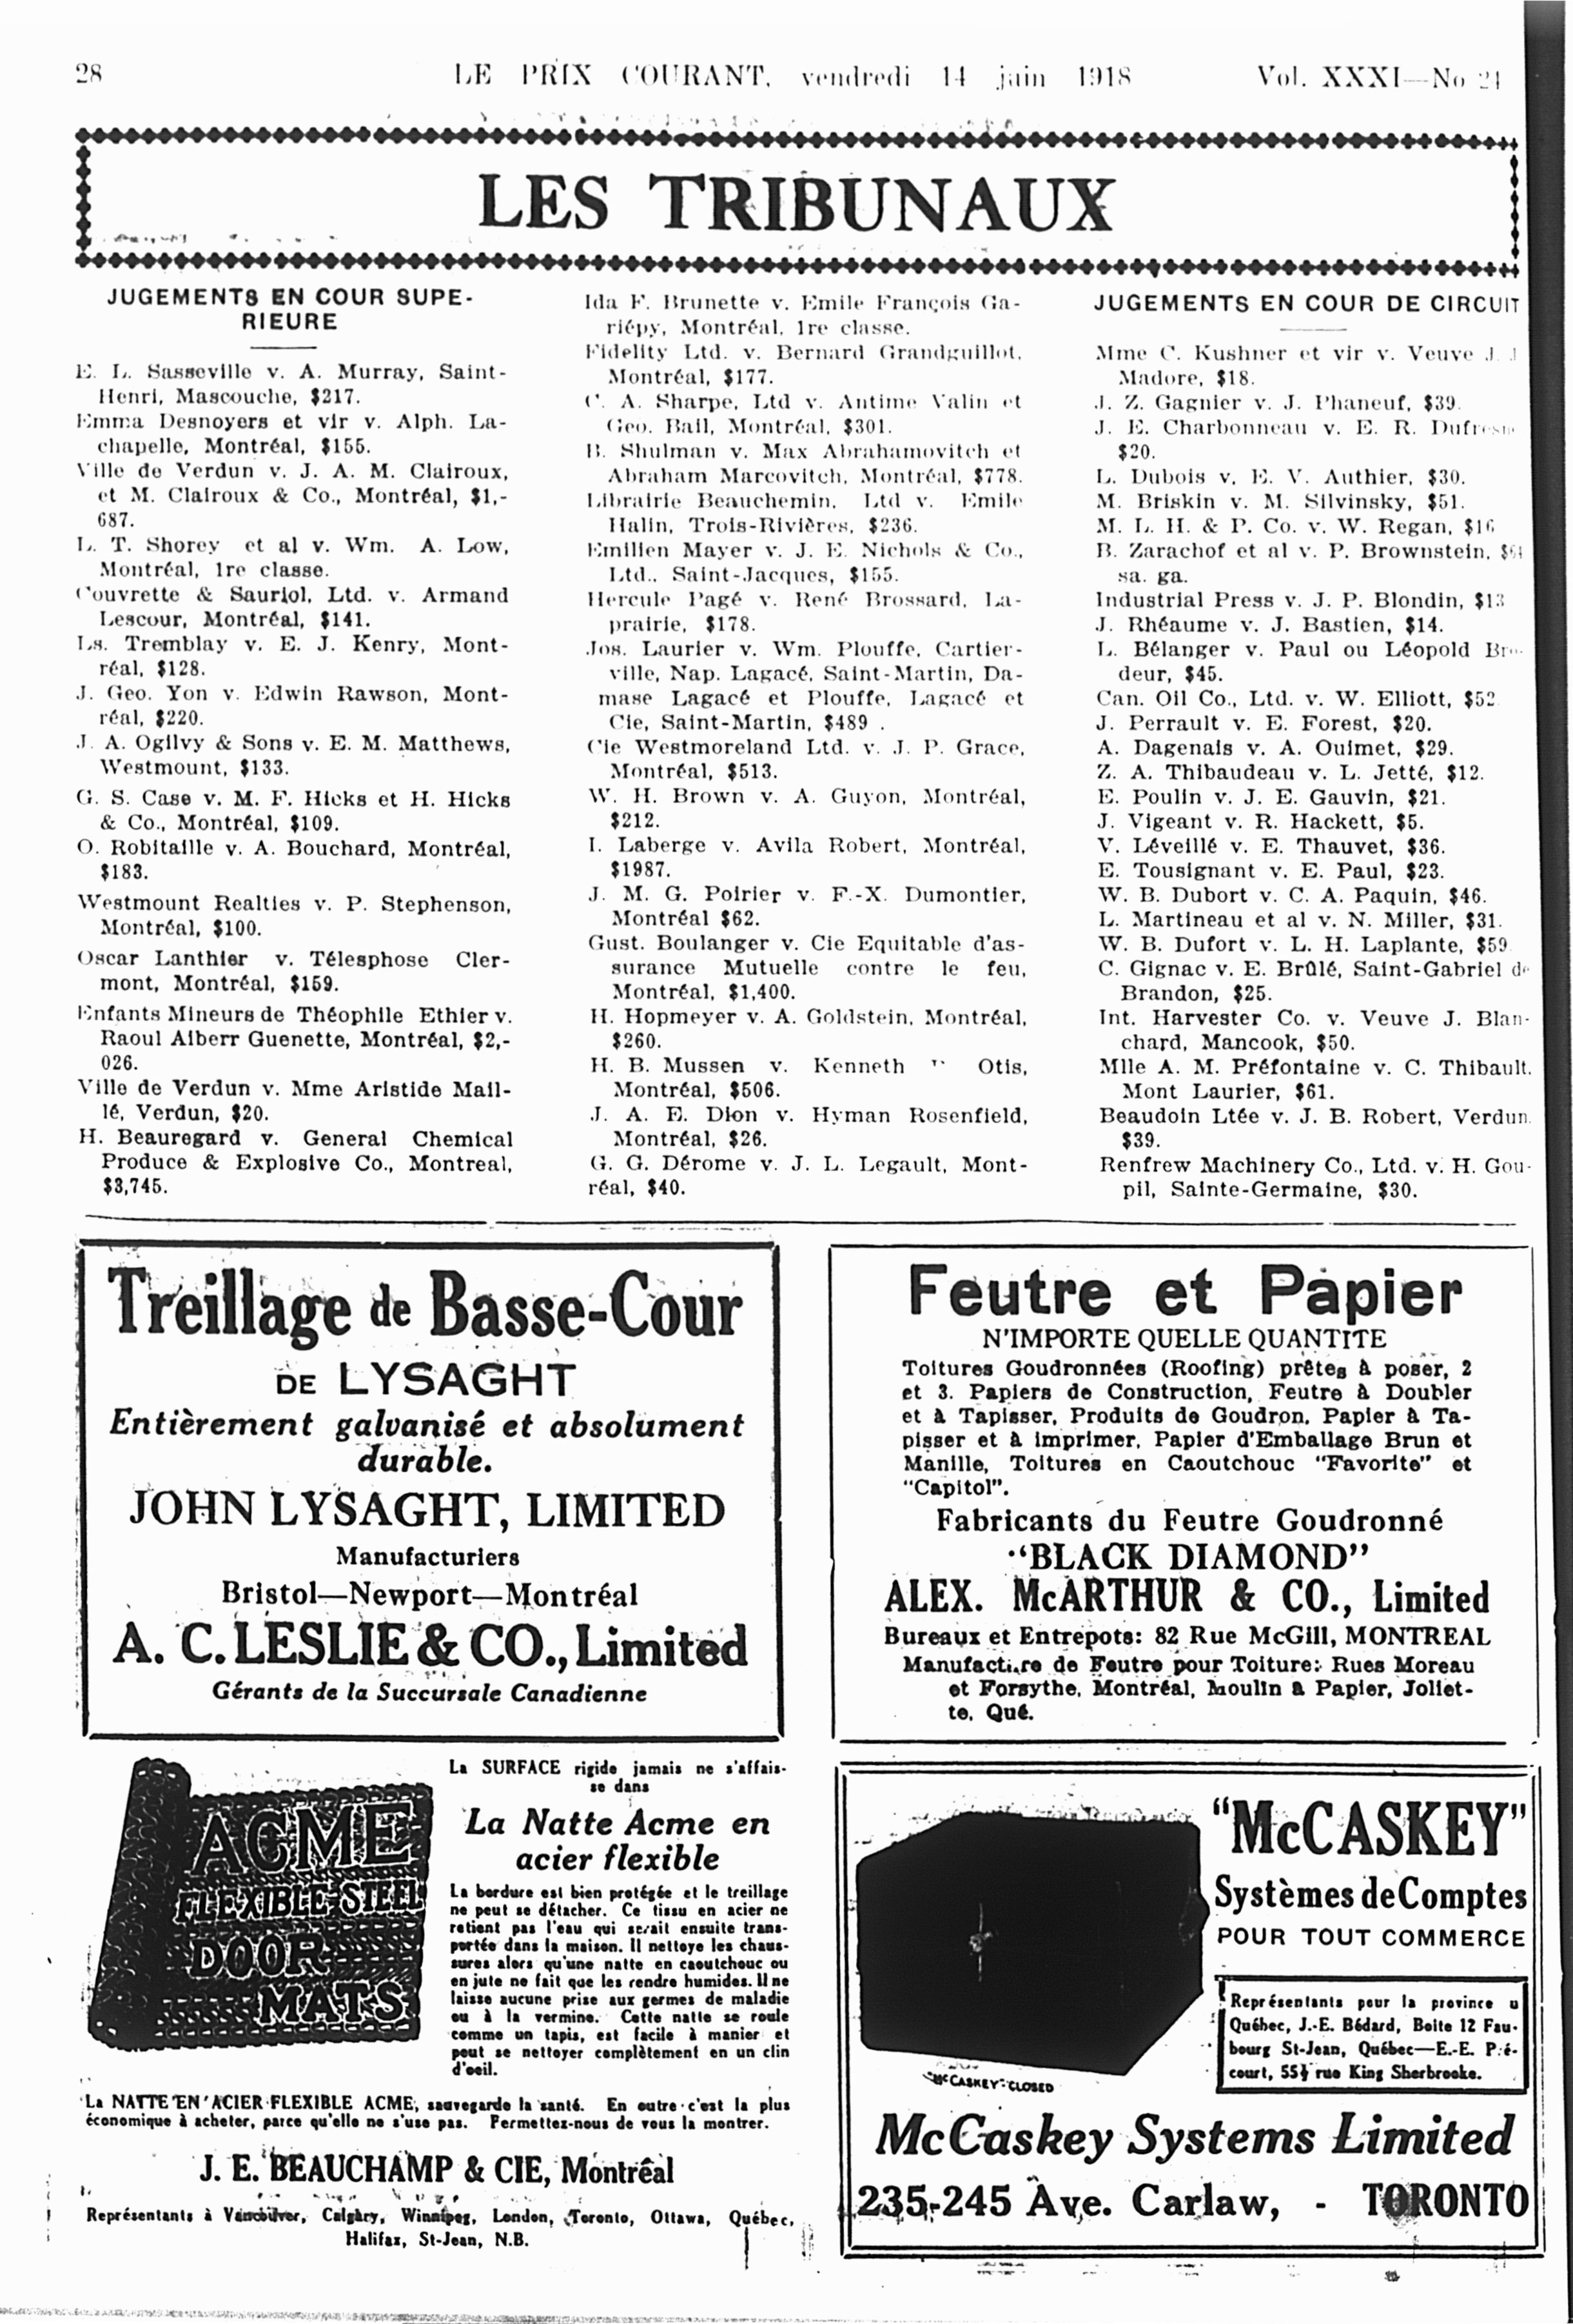 28
LE PRIX COURANT, vendredi 14 juin 1918
Vol. XXXI—No 24
LES TRIBUNAUX
JUGEMENTS EN COUR SUPE-
RIEURE
E. L. Sasseville v. A. Murray, Saint-
Henri, Mascouche, $217.
Emma Desnoyers et vir v. Alph. La-
chapelle, Montréal, $155.
Ville de Verdun v. J. A. M. Clairoux,
et M. Clairoux & Co., Montréal, $1,-
687.
L. T. Shorey et al v. Wm. A. Low,
Montréal, 1re classe.
Couvrette & Sauriol, Ltd. v. Armand
Lescour, Montréal, $141.
Ls. Tremblay v. E. J. Kenry, Mont-
réal, $128.
J. Geo. Yon v. Edwin Rawson, Mont-
réal, $220.
J. A. Ogilvy & Sons v. E. M. Matthews,
Westmount, $133.
G. S. Case v. M. F. Hicks et H. Hicks
& Co., Montréal, $109.
O. Robitaille v. A. Bouchard, Montréal,
$183.
Westmount Realties v. P. Stephenson,
Montréal, $100.
Oscar Lanthier v. Télesphose Cler-
mont, Montréal, $159.
Enfants Mineurs de Théophile Ethier v.
Raoul Alberr Guenette, Montréal, $2,-
026.
Ville de Verdun v. Mme Aristide Mail-
lé, Verdun, $20.
H. Beauregard v. General Chemical
Produce & Explosive Co., Montreal,
$3,745.
Ida F. Brunette v. Emile François Ga-
riépy, Montréal, 1re classe.
Fidelity Ltd. v. Bernard Grandguillot,
Montréal, $177.
C. A. Sharpe, Ltd v. Antime Valin et
Geo. Bail, Montréal, $301.
B. Shulman v. Max Abrahamovitch et
Abraham Marcovitch, Montréal, $778.
Librairie Beauchemin, Ltd v. Emile
Halin, Trois-Rivières, $236.
Emilien Mayer v. J. E. Nichols & Co.,
Ltd., Saint-Jacques, $155.
Hercule Pagé v. René Brossard, La-
prairie, $178.
Jos. Laurier v. Wm. Plouffe, Cartier-
ville, Nap. Lagacé, Saint-Martin, Da-
mase Lagacé et Plouffe, Lagacé et
Cie, Saint-Martin, $489 .
Cie Westmoreland Ltd. v. J. P. Grace,
Montréal, $513.
W. H. Brown v. A. Guyon, Montréal,
$212.
I. Laberge v. Avila Robert, Montréal,
$1987.
J. M. G. Poirier v. F.-X. Dumontier,
Montréal $62.
Gust. Boulanger v. Cie Equitable d'as-
surance Mutuelle contre le feu,
Montréal, $1,400.
H. Hopmeyer v. A. Goldstein, Montréal,
$260.
H. B. Mussen v. Kenneth Otis,
Montréal, $506.
J. A. E. Dion v. Hyman Rosenfield,
Montréal, $26.
G. G. Dérome v. J. L. Legault, Mont-
réal, $40.
JUGEMENTS EN COUR DE CIRCUIT
Mme C. Kushner et vir v. Veuve J. J
Madore, $18.
J. Z. Gagnier v. J. Phaneuf, $39.
J. E. Charbonneau v. E. R. Dufresne
$20.
L. Dubois v. E. V. Authier, $30.
M. Briskin v. M. Silvinsky, $51.
M. L. H. & P. Co. v. W. Regan, $16
B. Zarachof et al v. P. Brownstein, $64
sa. ga.
Industrial Press v. J. P. Blondin, $13
J. Rhéaume v. J. Bastien, $14.
L. Bélanger v. Paul ou Léopold Bro-
deur, $45.
Can. Oil Co., Ltd. v. W. Elliott, $52
J. Perrault v. E. Forest, $20.
A. Dagenais v. A. Ouimet, $29.
Z. A. Thibaudeau v. L. Jetté, $12.
E. Poulin v. J. E. Gauvin, $21.
J. Vigeant v. R. Hackett, $5.
V. Léveillé v. E. Thauvet, $36.
E. Tousignant v. E. Paul, $23.
W. B. Dubort v. C. A. Paquin, $46.
L. Martineau et al v. N. Miller, $31.
W. B. Dufort v. L. H. Laplante, $59
C. Gignac v. E. Brûlé, Saint-Gabriel de
Brandon, $25.
Int. Harvester Co. v. Veuve J. Blan-
chard, Mancook, $50.
Mlle A. M. Préfontaine v. C. Thibault,
Mont Laurier, $61.
Beaudoin Ltée v. J. B. Robert, Verdun
$39.
Renfrew Machinery Co., Ltd. v. H. Gou-
pil, Sainte-Germaine, $30.
Treillage de Basse-Cour
DE LYSAGHT
Entièrement galvanisé et absolument
durable.
JOHN LYSAGHT, LIMITED
Manufacturiers
Bristol—Newport—Montréal
A. C. LESLIE & CO., Limited
Gérants de la Succursale Canadienne
Feutre et Papier
N'IMPORTE QUELLE QUANTITE
Toitures Goudronnées (Roofing) prêtes à poser, 2
et 3. Papiers de Construction, Feutre à Doubler
et à Tapisser, Produits de Goudron, Papier à Ta-
pisser et à imprimer, Papier d'Emballage Brun et
Manille, Toitures en Caoutchouc "Favorite" et
"Capitol".
Fabricants du Feutre Goudronné
"BLACK DIAMOND"
ALEX. McARTHUR & CO., Limited
Bureaux et Entrepots: 82 Rue McGill, MONTREAL
Manufacture de Feutre pour Toiture: Rues Moreau
et Forsythe, Montréal, Moulin à Papier, Joliet-
te, Qué.
ACME
FLEXIBLE STEEL
DOOR
MATS
La SURFACE rigide jamais ne s'affais-
se dans
La Natte Acme en
acier flexible
La bordure est bien protégée et le treillage
ne peut se détacher. Ce tissu en acier ne
retient pas l'eau qui serait ensuite trans-
portée dans la maison. Il nettoye les chaus-
sures alors qu'une natte en caoutchouc ou
en jute ne fait que les rendre humides. Il ne
laisse aucune prise aux germes de maladie
ou à la vermine. Cette natte se roule
comme un tapis, est facile à manier et
peut se nettoyer complètement en un clin
d'oeil.
La NATTE EN ACIER FLEXIBLE ACME, sauvegarde la santé. En outre c'est la plus
économique à acheter, parce qu'elle ne s'use pas. Permettez-nous de vous la montrer.
J. E. BEAUCHAMP & CIE, Montréal
Représentants à Vancouver, Calgary, Winnipeg, London, Toronto, Ottawa, Québec,
Halifax, St-Jean, N.B.
"McCASKEY"
Systèmes de Comptes
POUR TOUT COMMERCE
Représentants pour la province
Québec, J.-E. Bédard, Boite 12 Fau-
bourg St-Jean, Québec—E.-E. Pré-
court, 55½ rue King Sherbrooke.
"McCASKEY" CLOSED
McCaskey Systems Limited
235-245 Ave. Carlaw, - TORONTO